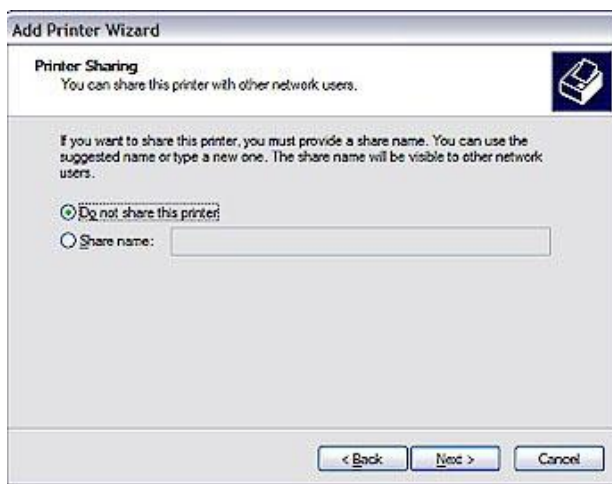 Add Printer Wizard
Printer Sharing
You can share this printer with other network users.
If you want to share this printer, you must provide a share name. You can use the
suggested name or type a new one. The share name will be visible to other network
users.
Do not share this printer
Share name:
< Back
Next >
Cancel